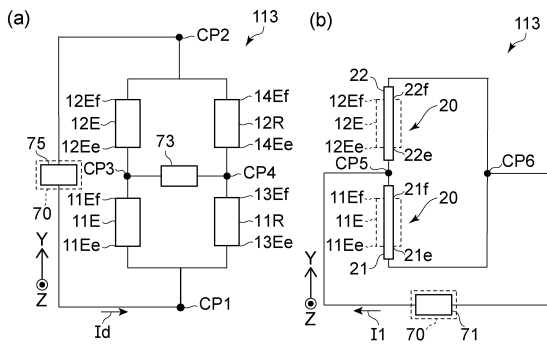 (a)
113
CP2
12Ef
12E
12Ee
14Ef
12R
14Ee
75
73
CP3
CP4
70
11Ef
11E
11Ee
13Ef
11R
13Ee
Y
Z
CP1
Id
(b)
113
22
22f
12Ef
12E
12Ee
20
22e
CP5
CP6
21f
11Ef
11E
11Ee
20
21
21e
Y
Z
I1
70
71